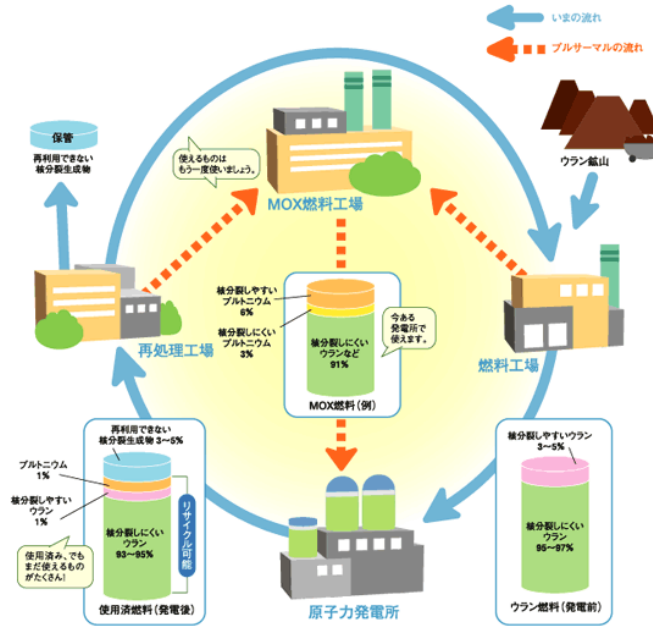 いまの流れ
プルサーマルの流れ
保管
再利用できない
核分裂生成物
使えるものは
もう一度使いましょう。
ウラン鉱山
MOX燃料工場
核分裂しやすい
プルトニウム
6%
核分裂しにくい
プルトニウム
3%
核分裂しにくい
ウランなど
91%
今ある
発電所で
使えます。
MOX燃料(例)
再処理工場
燃料工場
再利用できない
核分裂生成物 3〜5%
プルトニウム
1%
核分裂しやすい
ウラン
1%
核分裂しにくい
ウラン
93〜95%
リサイクル可能
使用済み、でも
まだ使えるもの
がたくさん!
使用済燃料(発電後)
原子力発電所
核分裂しやすいウラン
3〜5%
核分裂しにくい
ウラン
95〜97%
ウラン燃料(発電前)